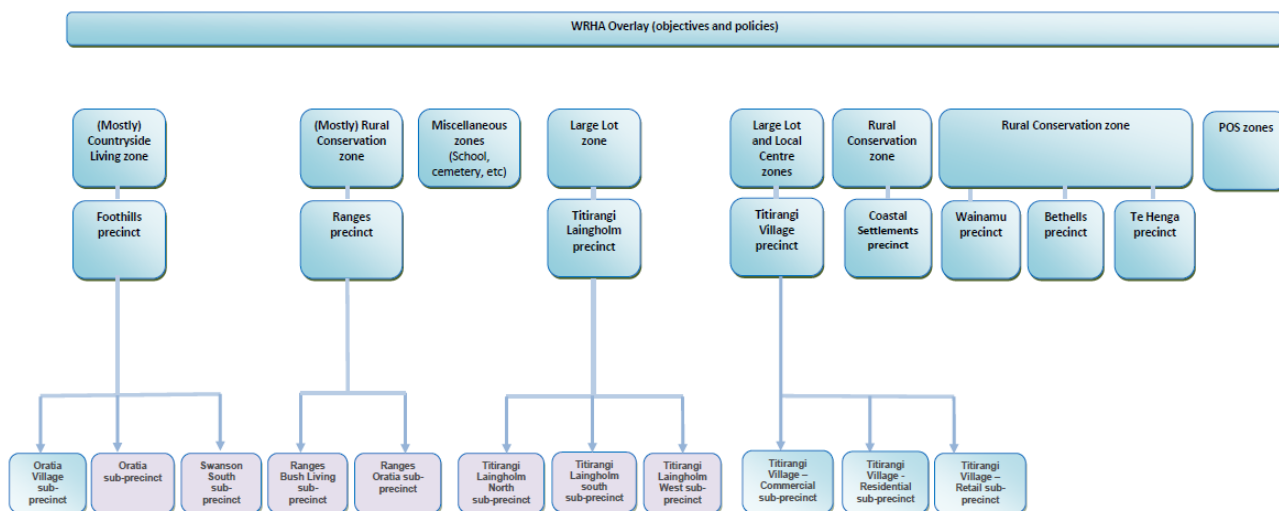 WRHA Overlay (objectives and policies)
(Mostly)
Countryside
Living zone
(Mostly) Rural
Conservation
zone
Miscellaneous
zones
(School,
cemetery, etc)
Large Lot
zone
Large Lot
and Local
Centre
zones
Rural
Conservation
zone
Rural Conservation zone
POS zones
Foothills
precinct
Ranges
precinct
Titirangi
Laingholm
precinct
Titirangi
Village
precinct
Coastal
Settlements
precinct
Wainamu
precinct
Bethells
precinct
Te Henga
precinct
Oratia
Village
sub-
precinct
Oratia
sub-precinct
Swanson
South sub-
precinct
Ranges
Bush Living
sub-
precinct
Ranges
Oratia sub-
precinct
Titirangi
Laingholm
North
sub-precinct
Titirangi
Laingholm
south
sub-precinct
Titirangi
Laingholm
West sub-
precinct
Titirangi
Village –
Commercial
sub-precinct
Titirangi
Village -
Residential
sub-precinct
Titirangi
Village –
Retail sub-
precinct